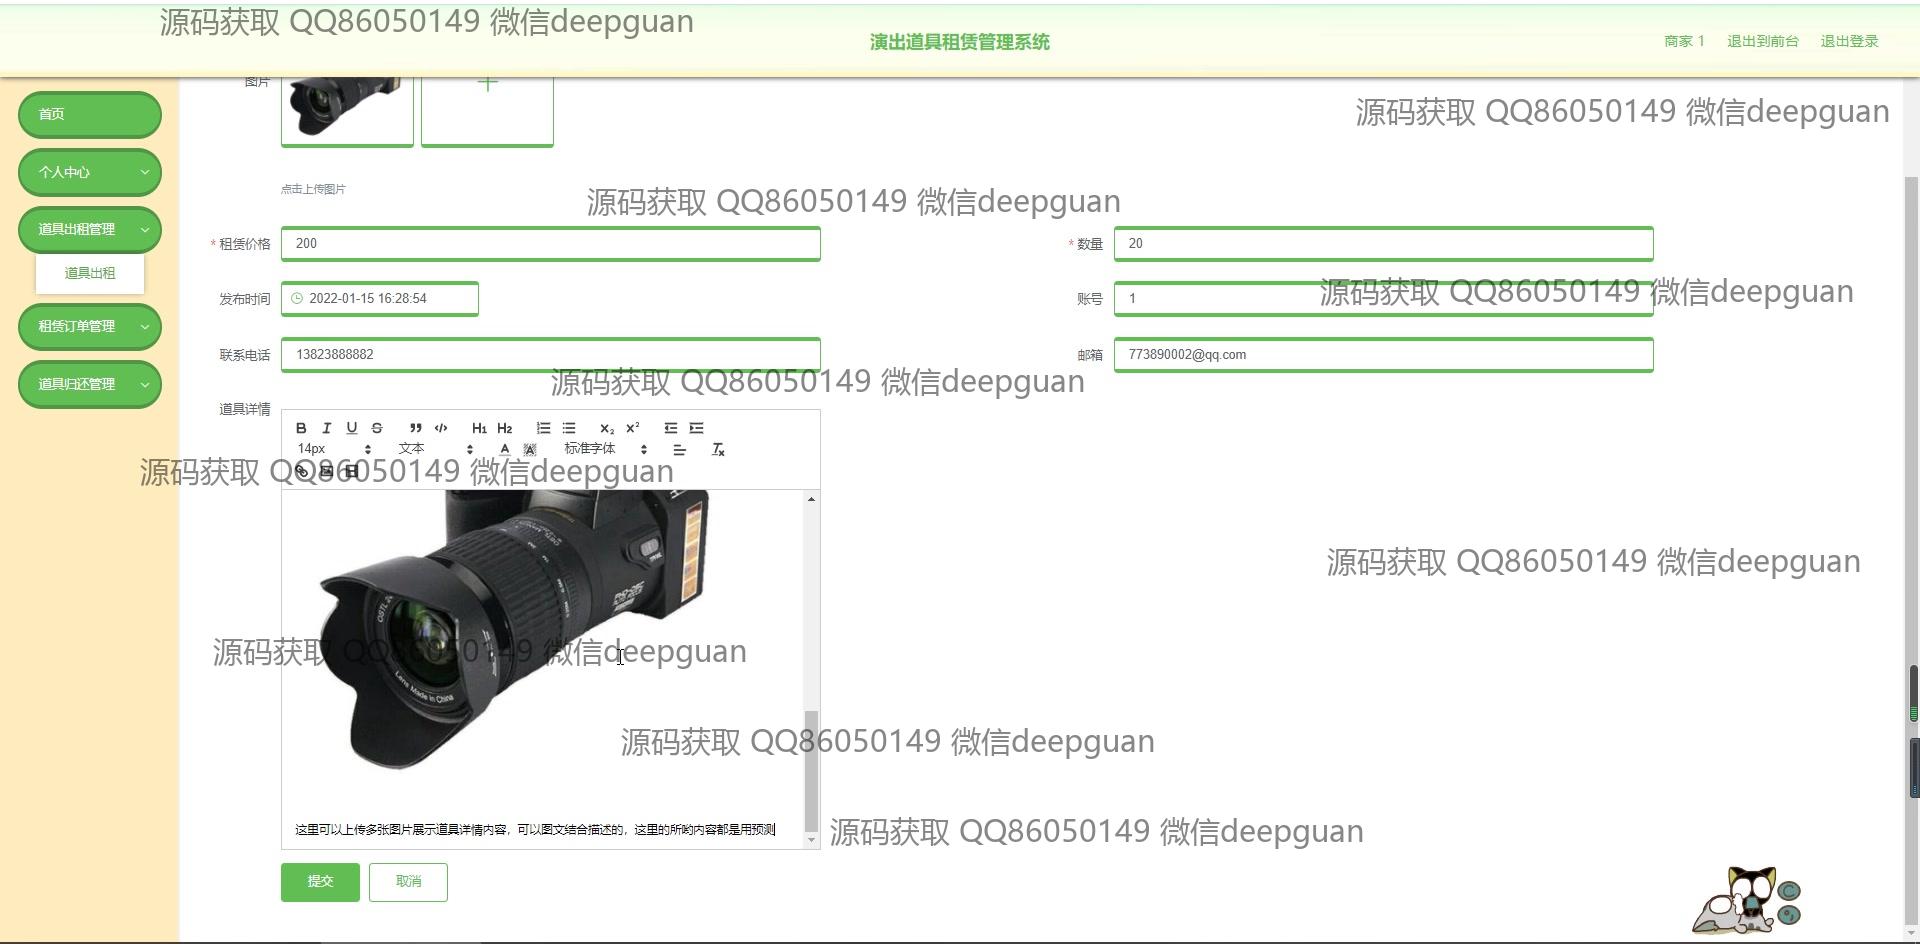 源码获取 QQ86050149 微信deepguan
演出道具租赁管理系统
商家 1 退出到前台 退出登录
图片
首页
源码获取 QQ86050149 微信deepguan
个人中心
点击上传图片
源码获取 QQ86050149 微信deepguan
道具出租管理
* 租赁价格 200
* 数量 20
道具出租
发布时间 2022-01-15 16:28:54
账号 1
源码获取 QQ86050149 微信deepguan
租赁订单管理
联系电话 13823888882
邮箱 773890002@qq.com
源码获取 QQ86050149 微信deepguan
道具归还管理
道具详情
B I U S H1 H2 X₂ X²
14px 文本 A A 标准字体 Tx
源码获取 QQ86050149 微信deepguan
源码获取 QQ86050149 微信deepguan
源码获取 QQ86050149 微信deepguan
Lens Made in China
源码获取 QQ86050149 微信deepguan
这里可以上传多张图片展示道具详情内容，可以图文结合描述的，这里的所哟内容都是用预测
源码获取 QQ86050149 微信deepguan
提交 取消